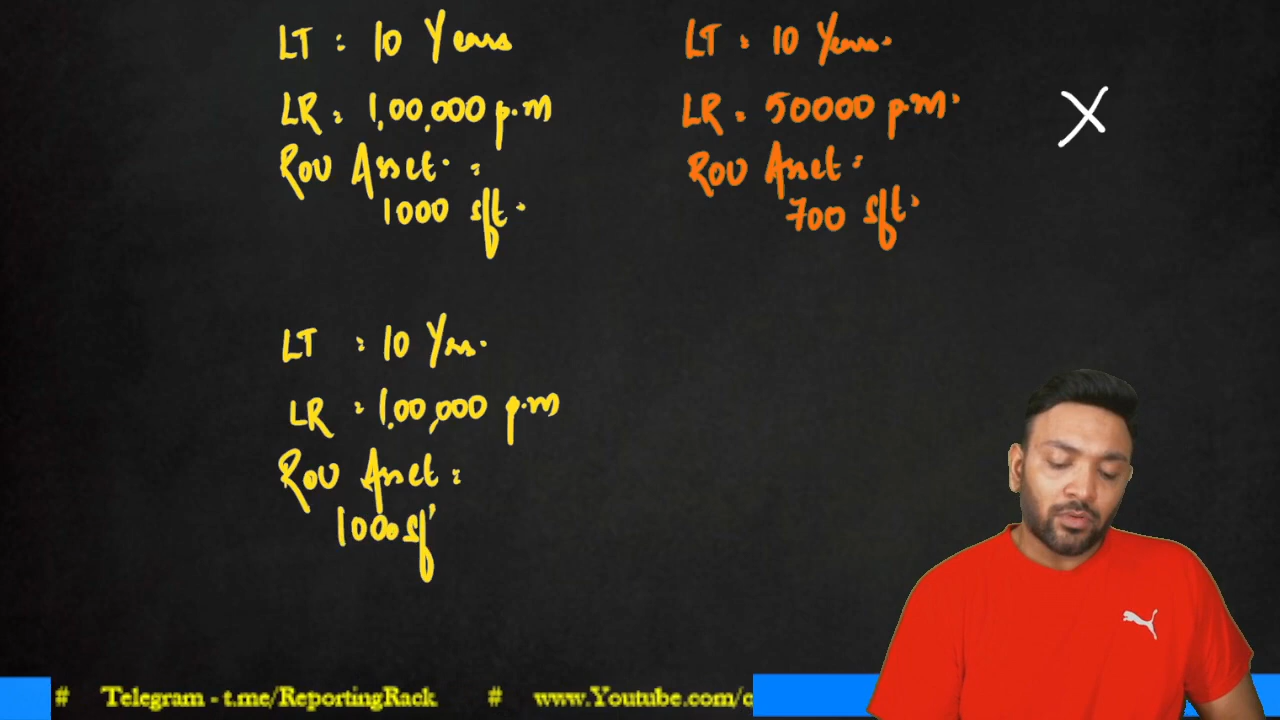 LT : 10 Years
LR = 1,00,000 p.m
ROU Asset. =
1000 sft.
LT = 10 Years.
LR = 50000 p.m.
ROU Asset =
700 sft.
X
LT = 10 Yrs.
LR = 1,00,000 p.m
ROU Asset =
1000 sf'
# Telegram - t.me/ReportingRack # www.Youtube.com/c